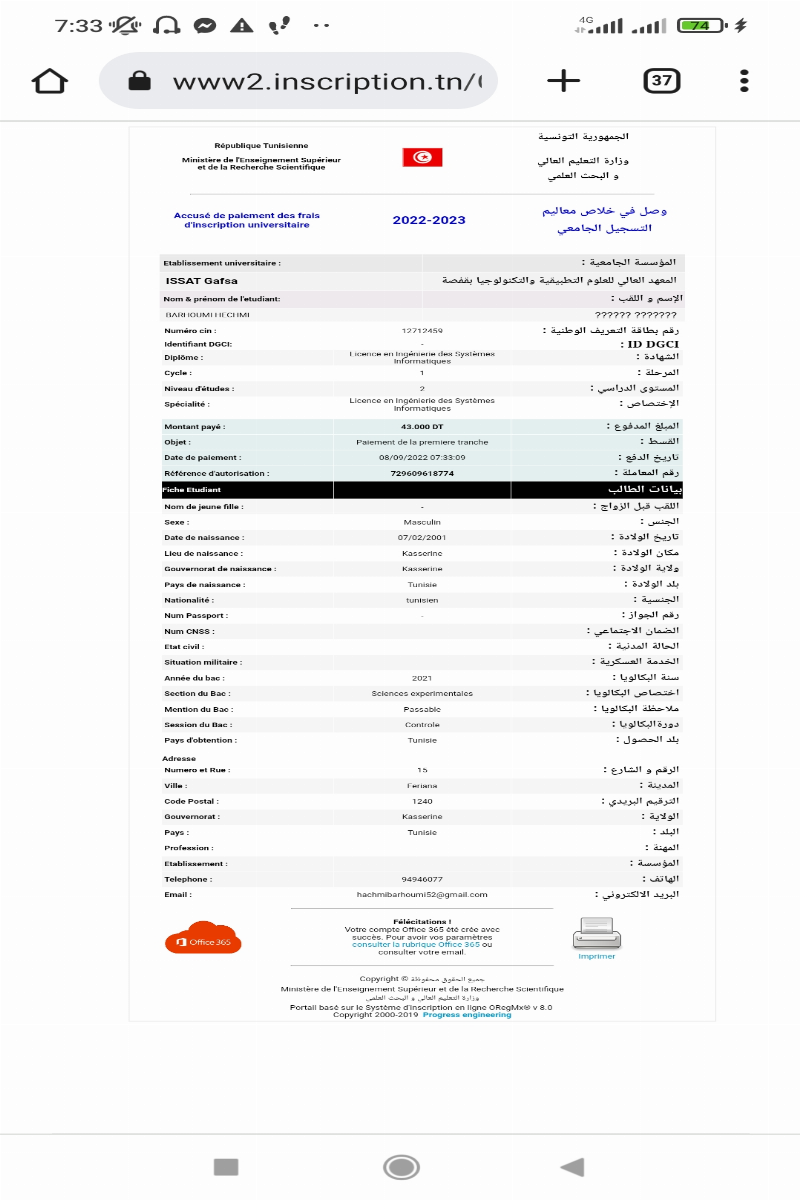 7:33
4G
74
www2.inscription.tn/
37
République Tunisienne
Ministère de l'Enseignement Supérieur
et de la Recherche Scientifique
الجمهورية التونسية
وزارة التعليم العالي
و البحث العلمي
Accusé de paiement des frais
d'inscription universitaire
2022-2023
وصل في خلاص معاليم
التسجيل الجامعي
Etablissement universitaire : المؤسسة الجامعية :
ISSAT Gafsa المعهد العالي للعلوم التطبيقية والتكنولوجيا بقفصة
Nom & prénom de l'etudiant: الإسم و اللقب :
BARHOUMI HECHMI ?????? ???????
Numéro cin : 12712459 رقم بطاقة التعريف الوطنية :
Identifiant DGCI: - ID DGCI :
Diplôme : Licence en Ingénierie des Systèmes Informatiques الشهادة :
Cycle : 1 المرحلة :
Niveau d'études : 2 المستوى الدراسي :
Spécialité : Licence en Ingénierie des Systèmes Informatiques الإختصاص :
Montant payé : 43.000 DT المبلغ المدفوع :
Objet : Paiement de la premiere tranche القسط :
Date de paiement : 08/09/2022 07:33:09 تاريخ الدفع :
Référence d'autorisation : 729609618774 رقم المعاملة :
Fiche Etudiant بيانات الطالب
Nom de jeune fille : - اللقب قبل الزواج :
Sexe : Masculin الجنس :
Date de naissance : 07/02/2001 تاريخ الولادة :
Lieu de naissance : Kasserine مكان الولادة :
Gouvernorat de naissance : Kasserine ولاية الولادة :
Pays de naissance : Tunisie بلد الولادة :
Nationalité : tunisien الجنسية :
Num Passport : - رقم الجواز :
Num CNSS : الضمان الاجتماعي :
Etat civil : الحالة المدنية :
Situation militaire : الخدمة العسكرية :
Année du bac : 2021 سنة البكالويا :
Section du Bac : Sciences experimentales اختصاص البكالويا :
Mention du Bac : Passable ملاحظة البكالويا :
Session du Bac : Controle دورةالبكالويا :
Pays d'obtention : Tunisie بلد الحصول :
Adresse
Numero et Rue : 15 الرقم و الشارع :
Ville : Feriana المدينة :
Code Postal : 1240 الترقيم البريدي :
Gouvernorat : Kasserine الولاية :
Pays : Tunisie البلد :
Profession : المهنة :
Etablissement : المؤسسة :
Telephone : 94946077 الهاتف :
Email : hachmibarhoumi52@gmail.com البريد الالكتروني :
Office 365
Félécitations !
Votre compte Office 365 été crée avec
succès. Pour avoir vos paramètres
consulter la rubrique Office 365 ou
consulter votre email.
Imprimer
Copyright © جميع الحقوق محفوظة
Ministère de l'Enseignement Supérieur et de la Recherche Scientifique
وزارة التعليم العالي و البحث العلمي
Portail basé sur le Système d'inscription en ligne ORegMx® v 8.0
Copyright 2000-2019 Progress engineering